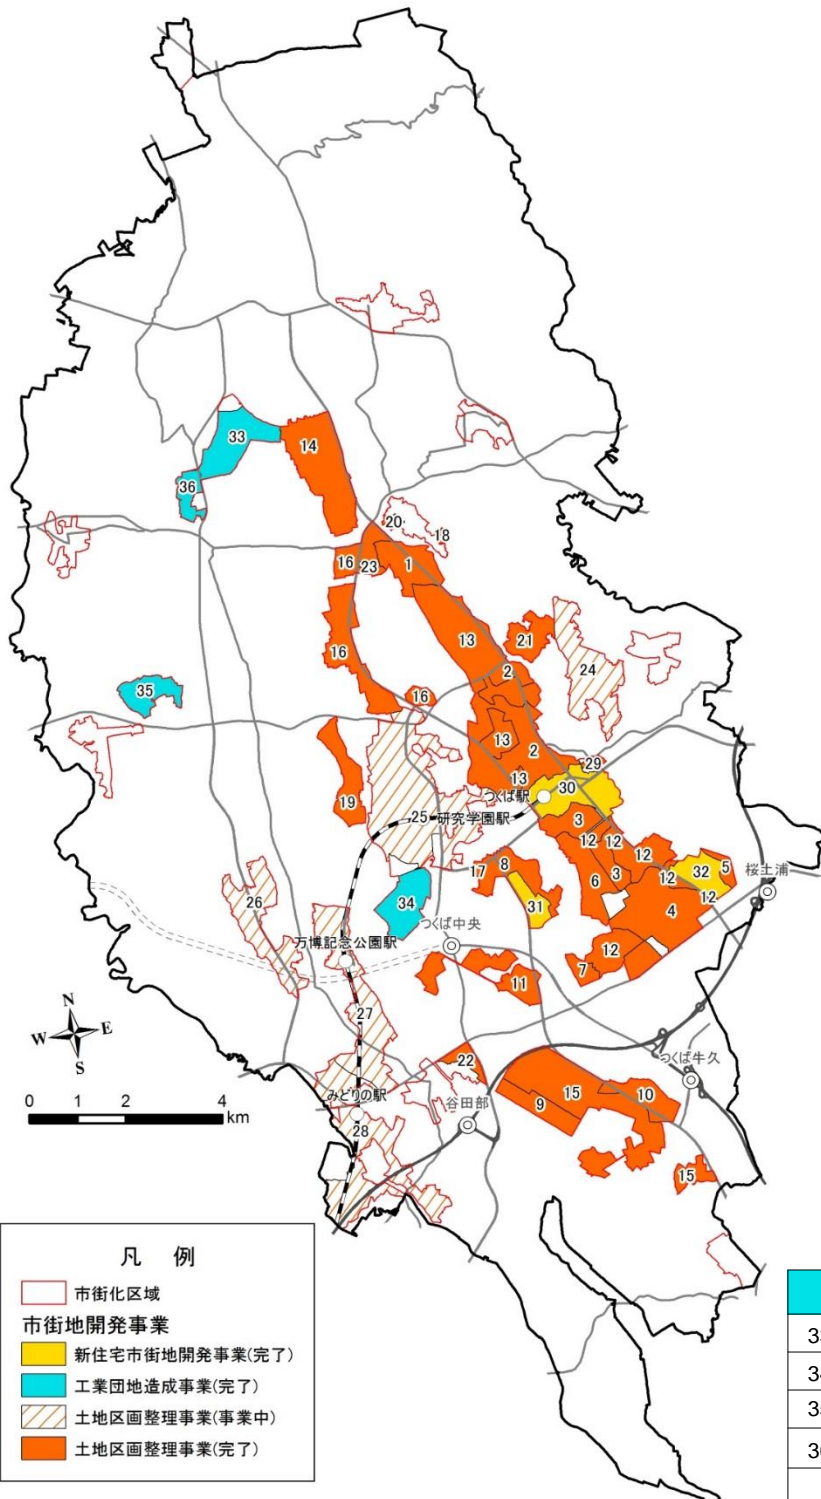 33
14
36
20
18
16
23
1
13
21
16
2
24
35
16
13
2
13
29
つくば駅
30
19
25
研究学園駅
3
12
12
12
17
8
6
3
12
32
5
桜土浦
12
31
4
26
34
つくば中央
万博記念公園駅
12
7
11
27
N
W E
S
つくば牛久
22
みどりの駅
15
10
0 1 2 4
km
9
谷田部
28
15
凡 例
市街化区域
市街地開発事業
新住宅市街地開発事業(完了)
工業団地造成事業(完了)
土地区画整理事業(事業中)
土地区画整理事業(完了)